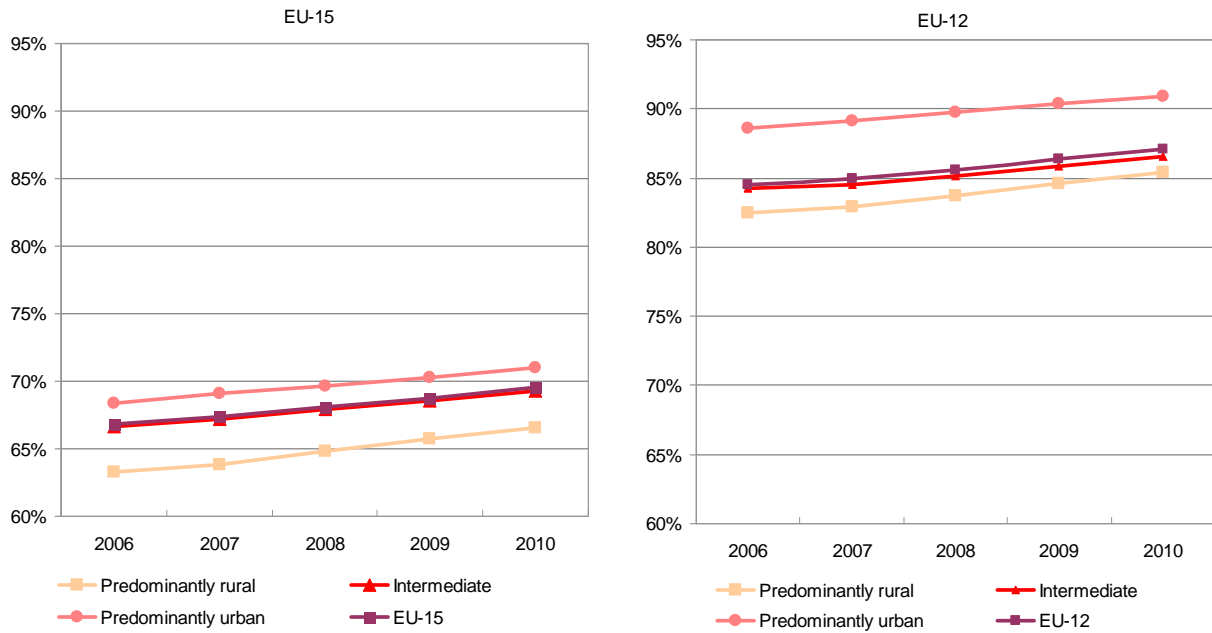 EU-15
95%
90%
85%
80%
75%
70%
65%
60%
2006 2007 2008 2009 2010
Predominantly rural Intermediate
Predominantly urban EU-15
EU-12
95%
90%
85%
80%
75%
70%
65%
60%
2006 2007 2008 2009 2010
Predominantly rural Intermediate
Predominantly urban EU-12